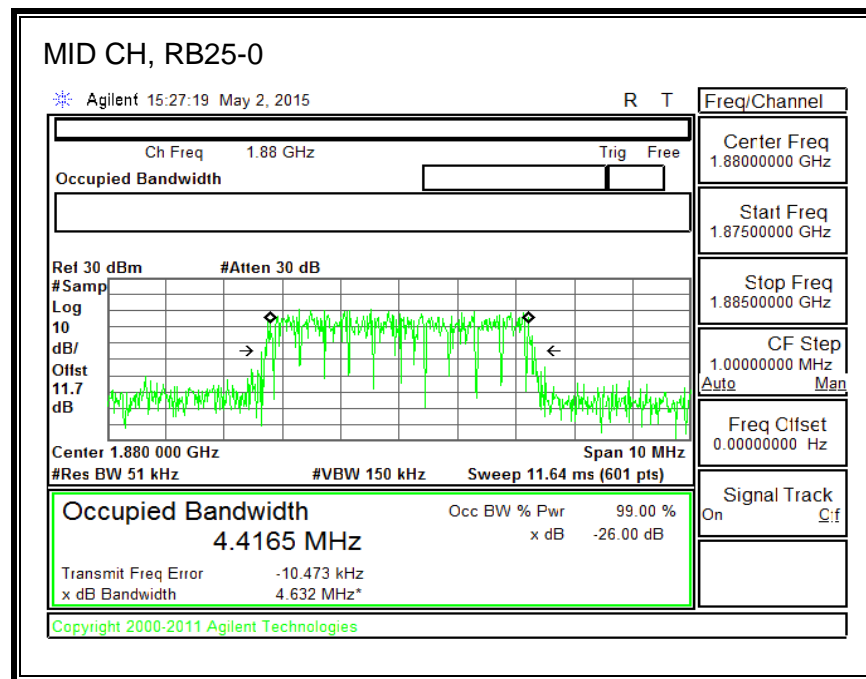 MID CH, RB25-0
Agilent 15:27:19 May 2, 2015 R T
Freq/Channel
Ch Freq 1.88 GHz Trig Free
Occupied Bandwidth
Center Freq
1.88000000 GHz
Start Freq
1.87500000 GHz
Stop Freq
1.88500000 GHz
CF Step
1.00000000 MHz
Auto Man
Freq Offset
0.00000000 Hz
Signal Track
On Off
Ref 30 dBm #Atten 30 dB
#Samp
Log
10
dB/
Offst
11.7
dB
Center 1.880 000 GHz Span 10 MHz
#Res BW 51 kHz #VBW 150 kHz Sweep 11.64 ms (601 pts)
Occupied Bandwidth Occ BW % Pwr 99.00 %
4.4165 MHz x dB -26.00 dB
Transmit Freq Error -10.473 kHz
x dB Bandwidth 4.632 MHz*
Copyright 2000-2011 Agilent Technologies